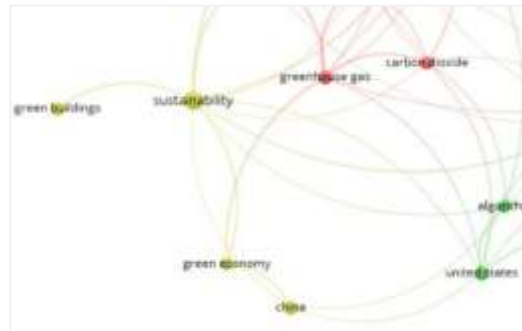 carbon dioxide
greenhouse gas
sustainability
green buildings
green economy
united states
china